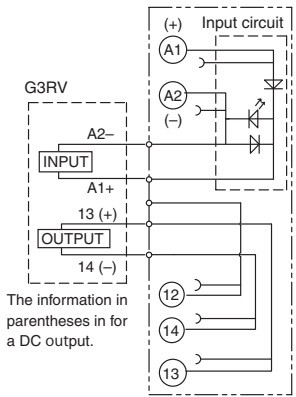 (+)
Input circuit
A1
A2
(–)
G3RV
A2–
INPUT
A1+
13 (+)
OUTPUT
14 (–)
The information in
parentheses in for
a DC output.
12
14
13